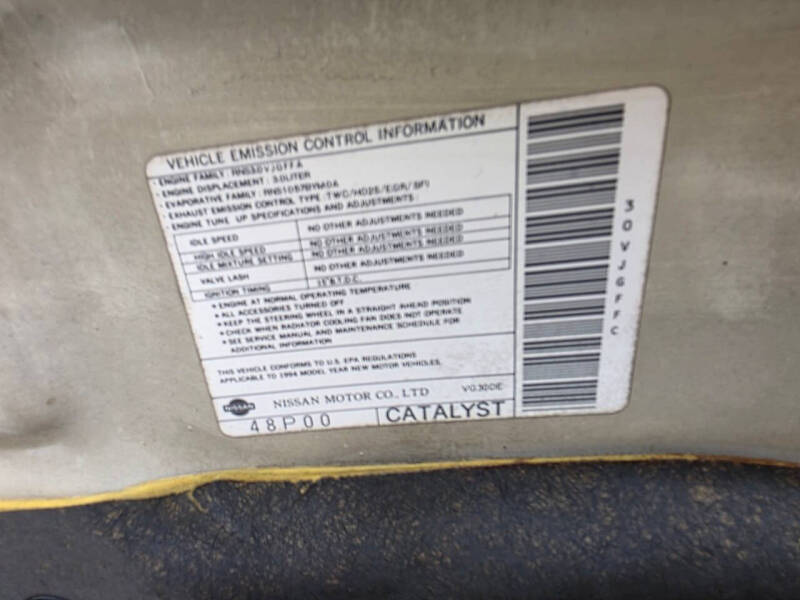 VEHICLE EMISSION CONTROL INFORMATION
• ENGINE FAMILY : RNS3.0VJGFFA
• ENGINE DISPLACEMENT : 3.0LITER
• EVAPORATIVE FAMILY :
• EXHAUST EMISSION CONTROL TYPE : TWC/HO2S/EGR/SFI
• ENGINE TUNE UP SPECIFICATIONS AND ADJUSTMENTS :
IDLE SPEED NO OTHER ADJUSTMENTS NEEDED
HIGH IDLE SPEED NO OTHER ADJUSTMENTS NEEDED
IDLE MIXTURE SETTING NO OTHER ADJUSTMENTS NEEDED
VALVE LASH NO OTHER ADJUSTMENTS NEEDED
IGNITION TIMING 15°B.T.D.C.
• ENGINE AT NORMAL OPERATING TEMPERATURE
• ALL ACCESSORIES TURNED OFF
• KEEP THE STEERING WHEEL IN A STRAIGHT AHEAD POSITION
• CHECK WHEN RADIATOR COOLING FAN DOES NOT OPERATE
• SEE SERVICE MANUAL AND MAINTENANCE SCHEDULE FOR
ADDITIONAL INFORMATION
THIS VEHICLE CONFORMS TO U.S. EPA REGULATIONS
APPLICABLE TO 1994 MODEL YEAR NEW MOTOR VEHICLES.
NISSAN NISSAN MOTOR CO., LTD VG30DE
48P00 CATALYST
30VJGFFC